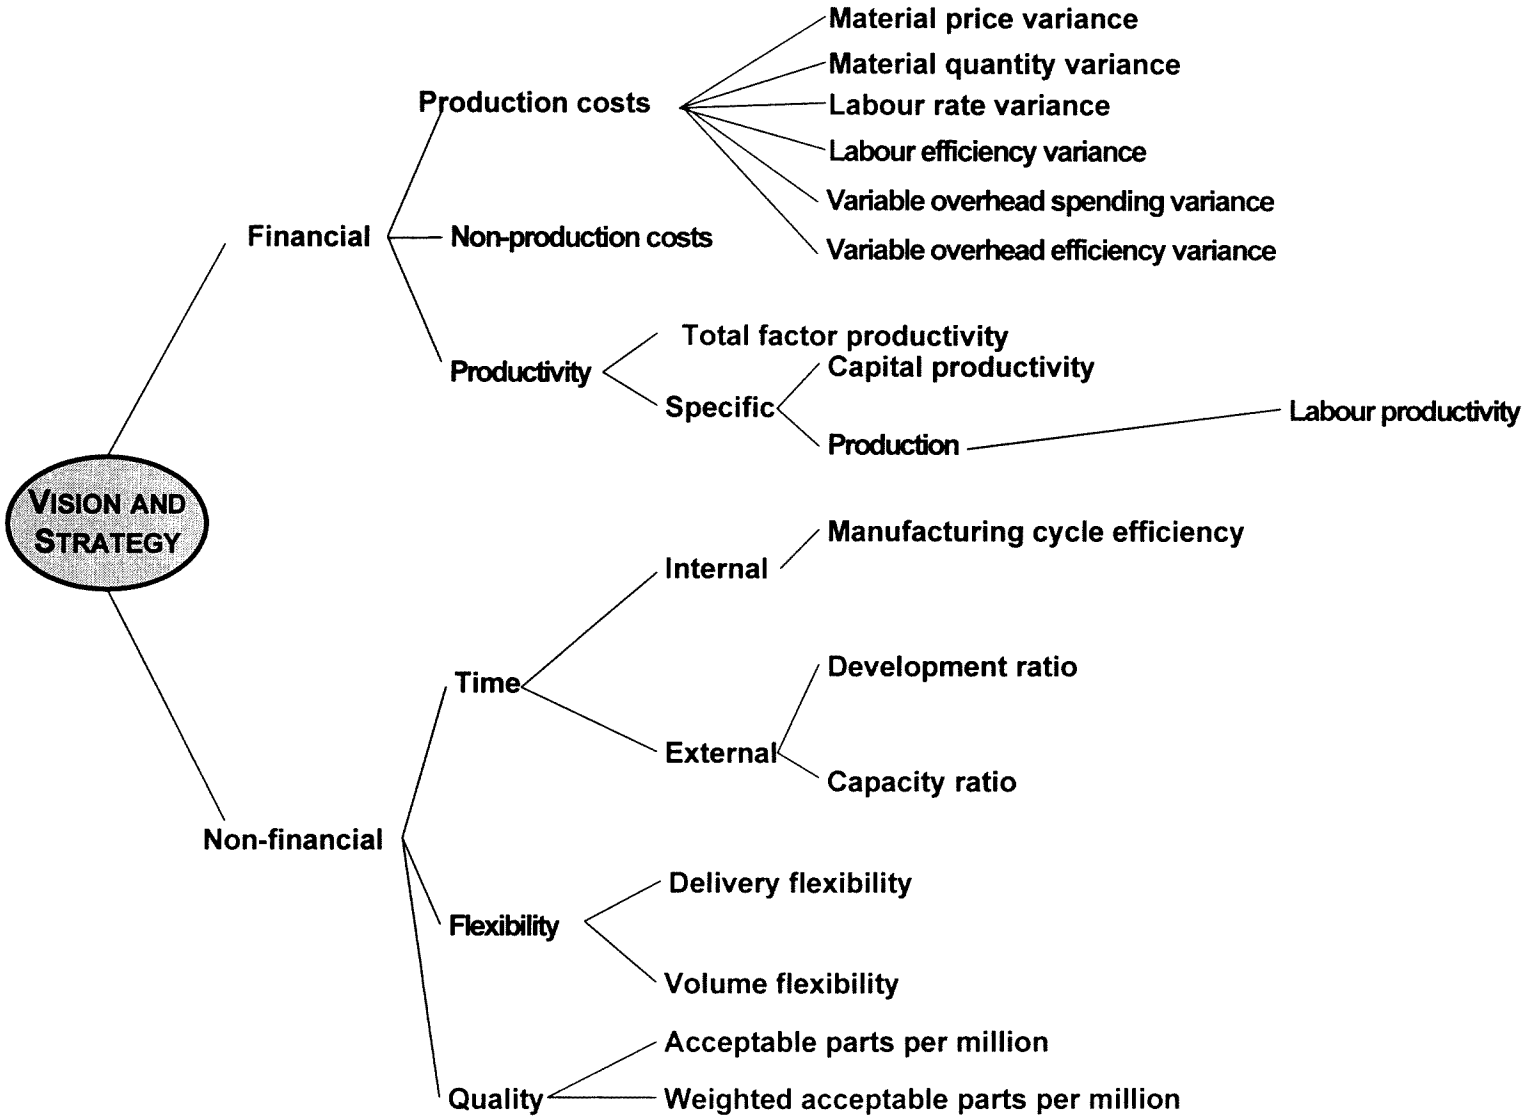 Material price variance
Material quantity variance
Production costs
Labour rate variance
Labour efficiency variance
Variable overhead spending variance
Financial
Non-production costs
Variable overhead efficiency variance
Total factor productivity
Capital productivity
Productivity
Specific
Labour productivity
Production
VISION AND
STRATEGY
Manufacturing cycle efficiency
Internal
Development ratio
Time
External
Capacity ratio
Non-financial
Delivery flexibility
Flexibility
Volume flexibility
Acceptable parts per million
Quality
Weighted acceptable parts per million